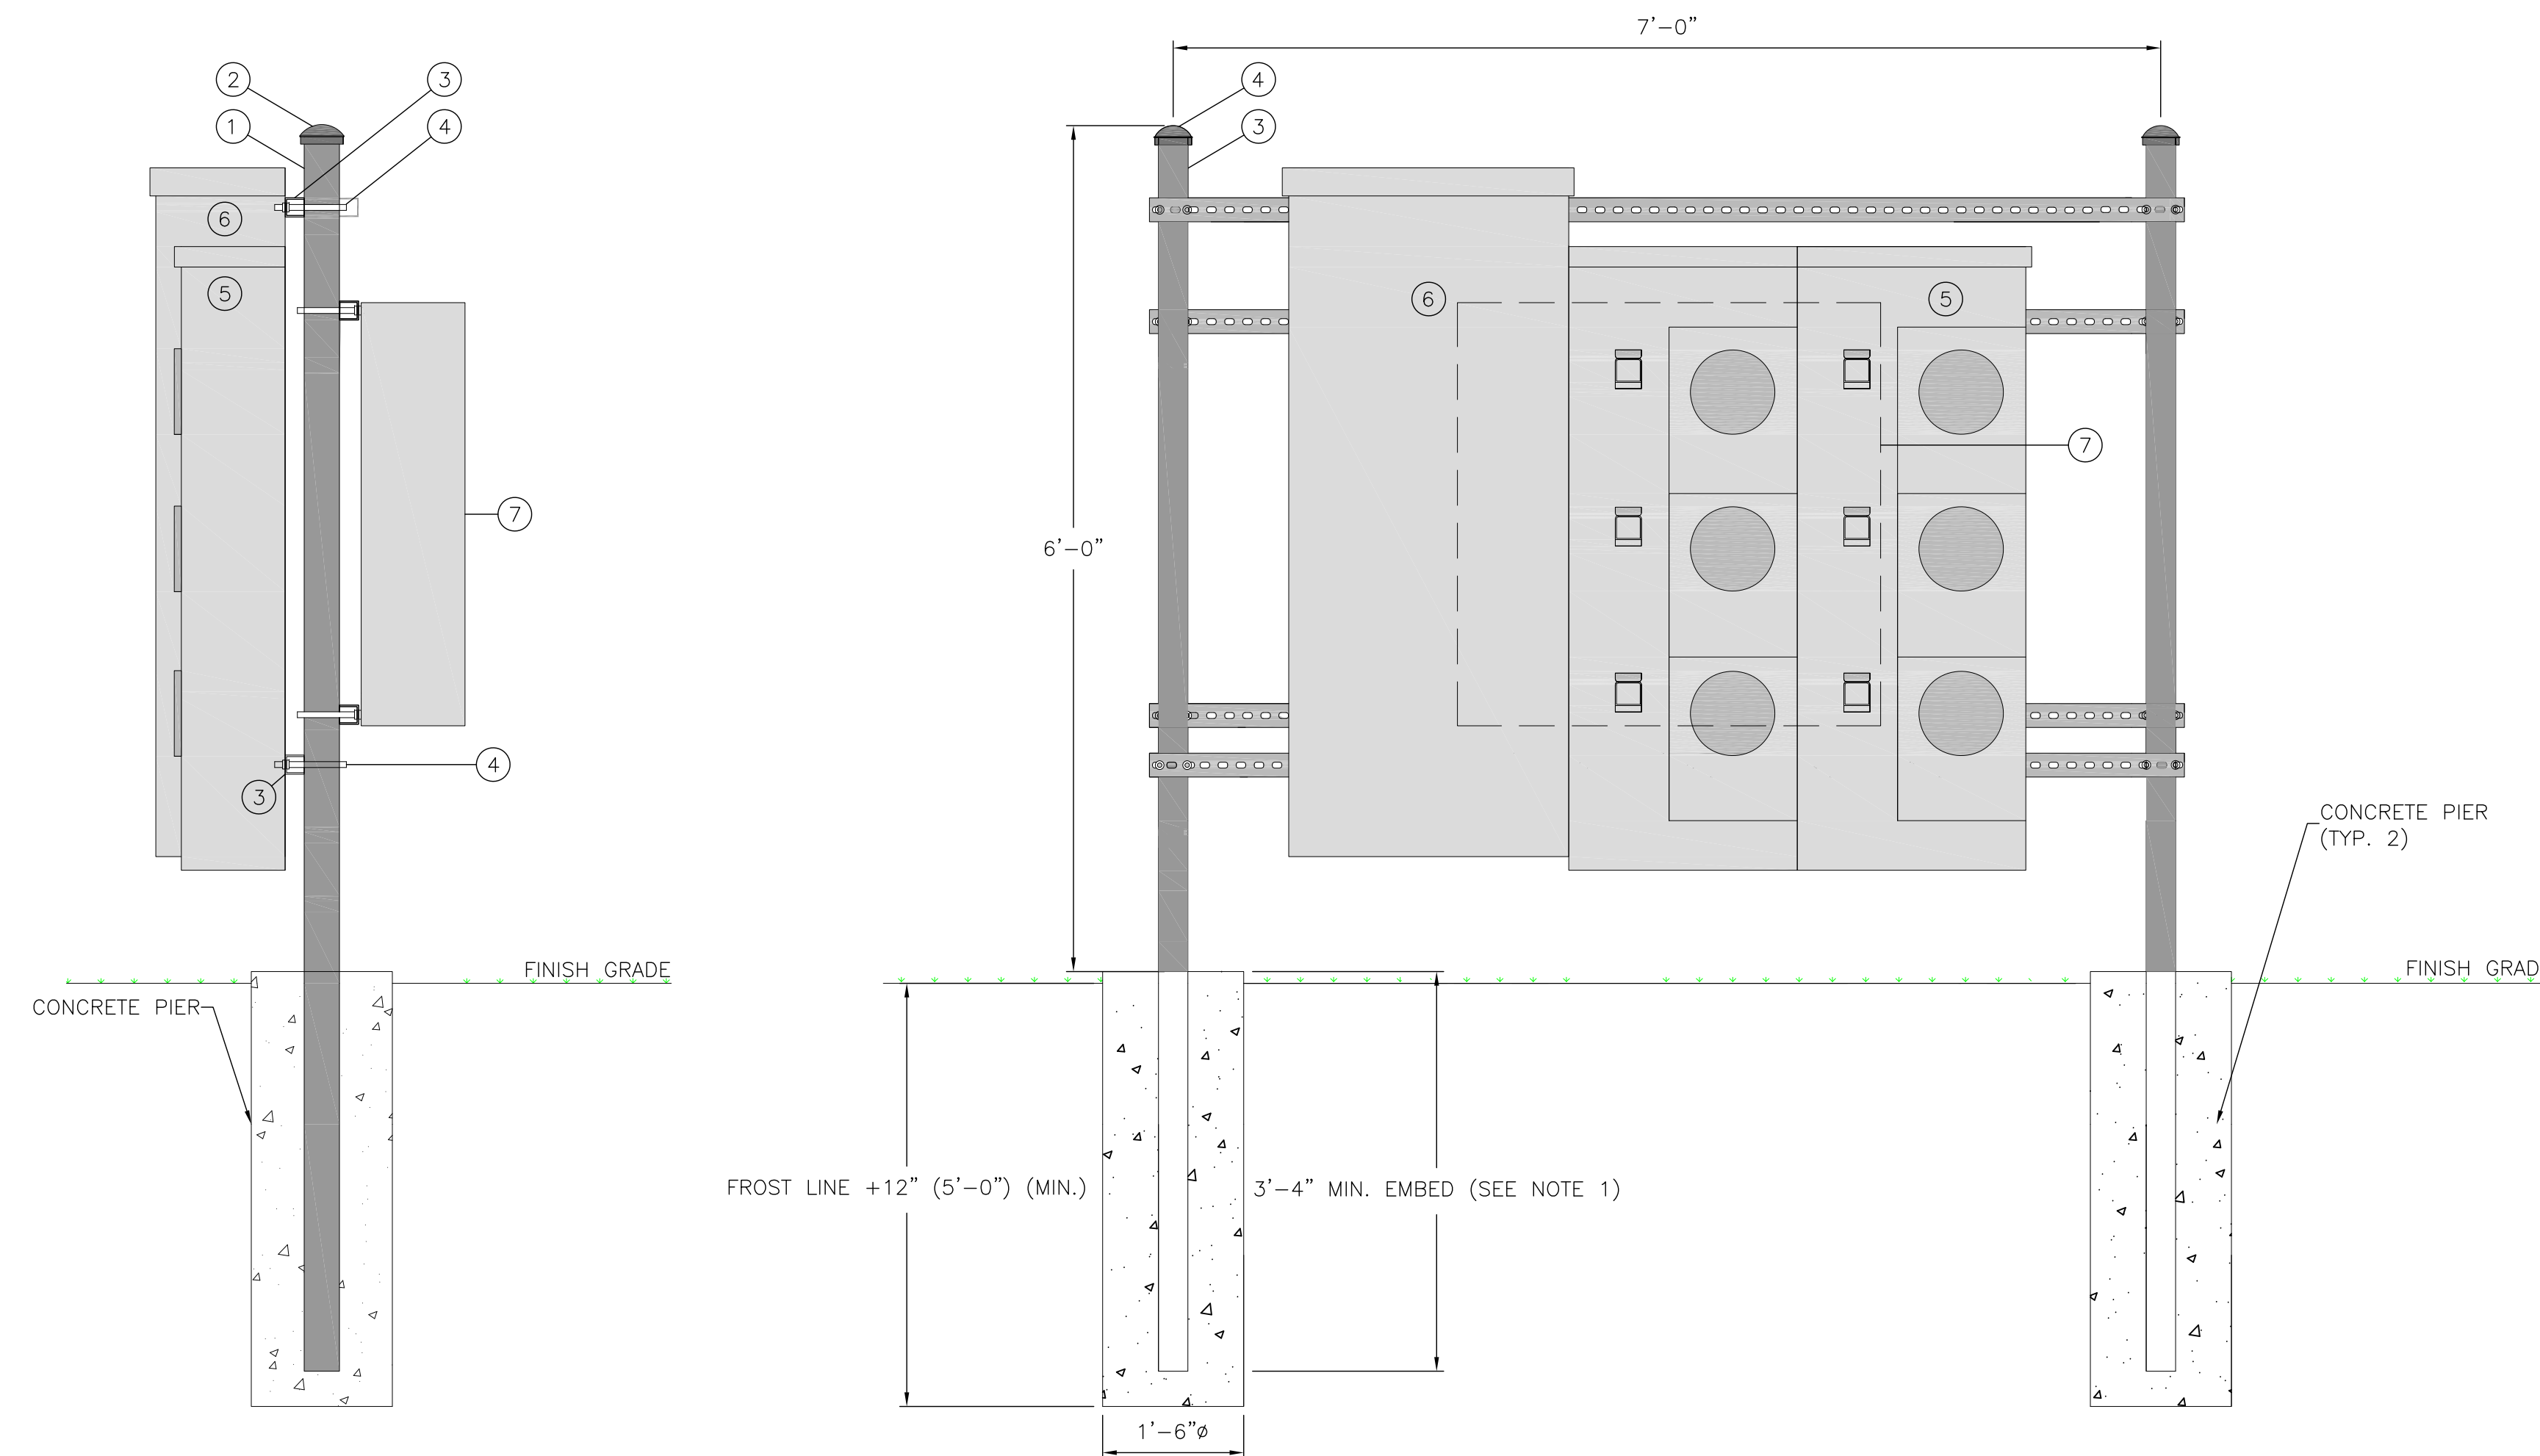 7'-0"
2
3
4
3
1
4
3
6
6
5
5
7
7
6'-0"
4
3
CONCRETE PIER
(TYP. 2)
FINISH GRADE
FINISH GRAD
CONCRETE PIER
FROST LINE +12" (5'-0") (MIN.)
3'-4" MIN. EMBED (SEE NOTE 1)
1'-6"ø